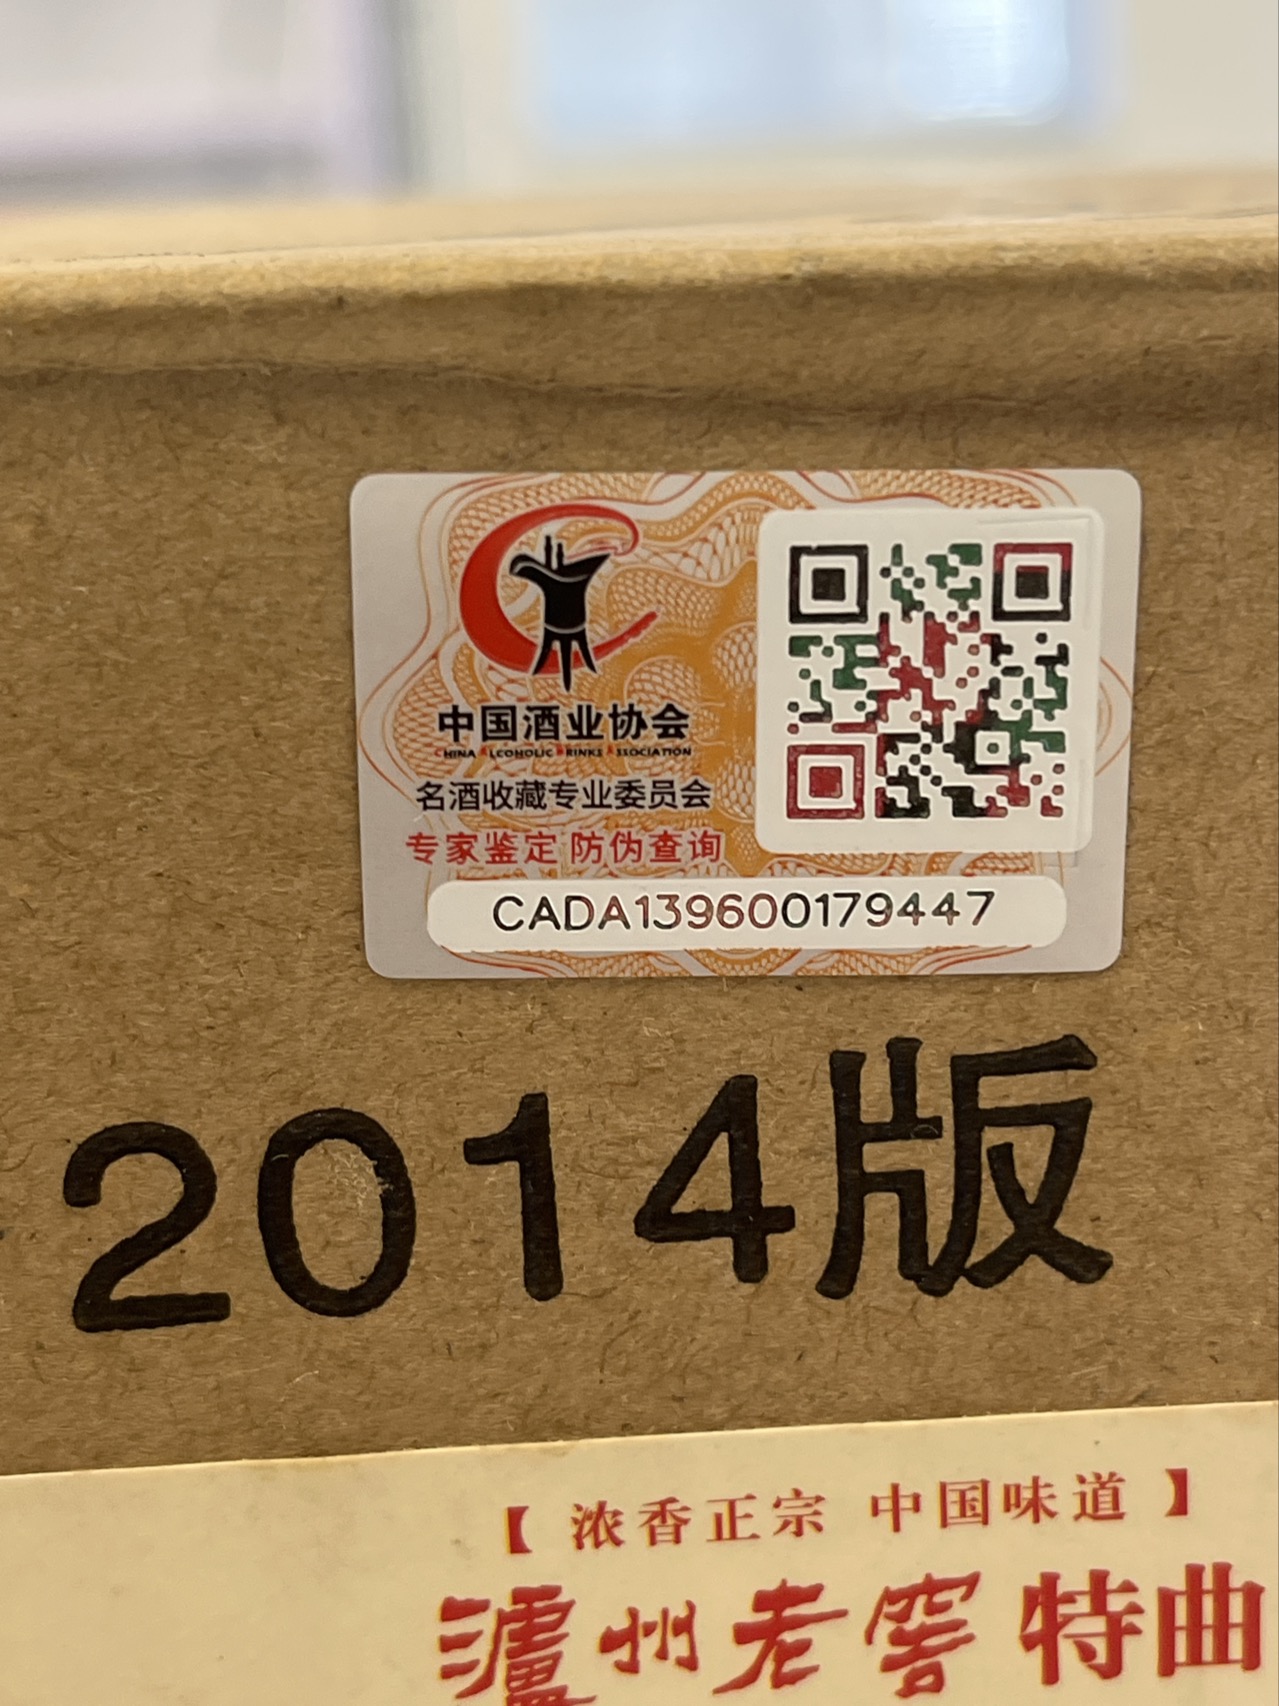 中国酒业协会
CHINA ALCOHOLIC DRINKS ASSOCIATION
名酒收藏专业委员会
专家鉴定 防伪查询
CADA139600179447
2014版
【 浓香正宗 中国味道 】
泸州老窖 特曲